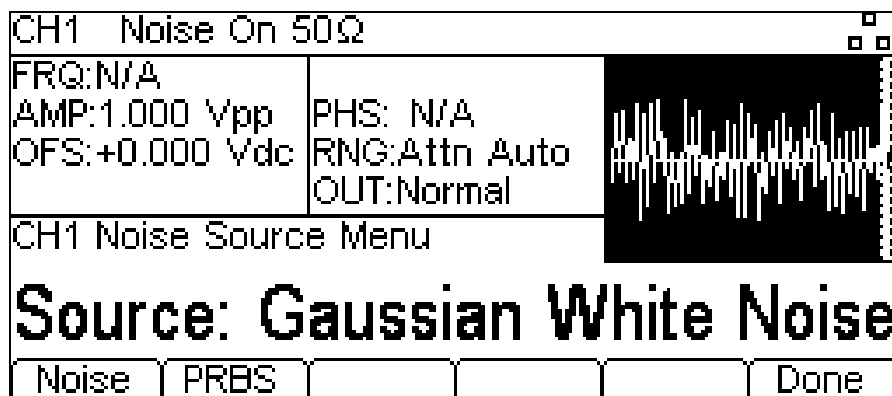 CH1 Noise On 50Ω
FRQ:N/A
AMP:1.000 Vpp
OFS:+0.000 Vdc
PHS: N/A
RNG:Attn Auto
OUT:Normal
CH1 Noise Source Menu
Source: Gaussian White Noise
Noise PRBS Done